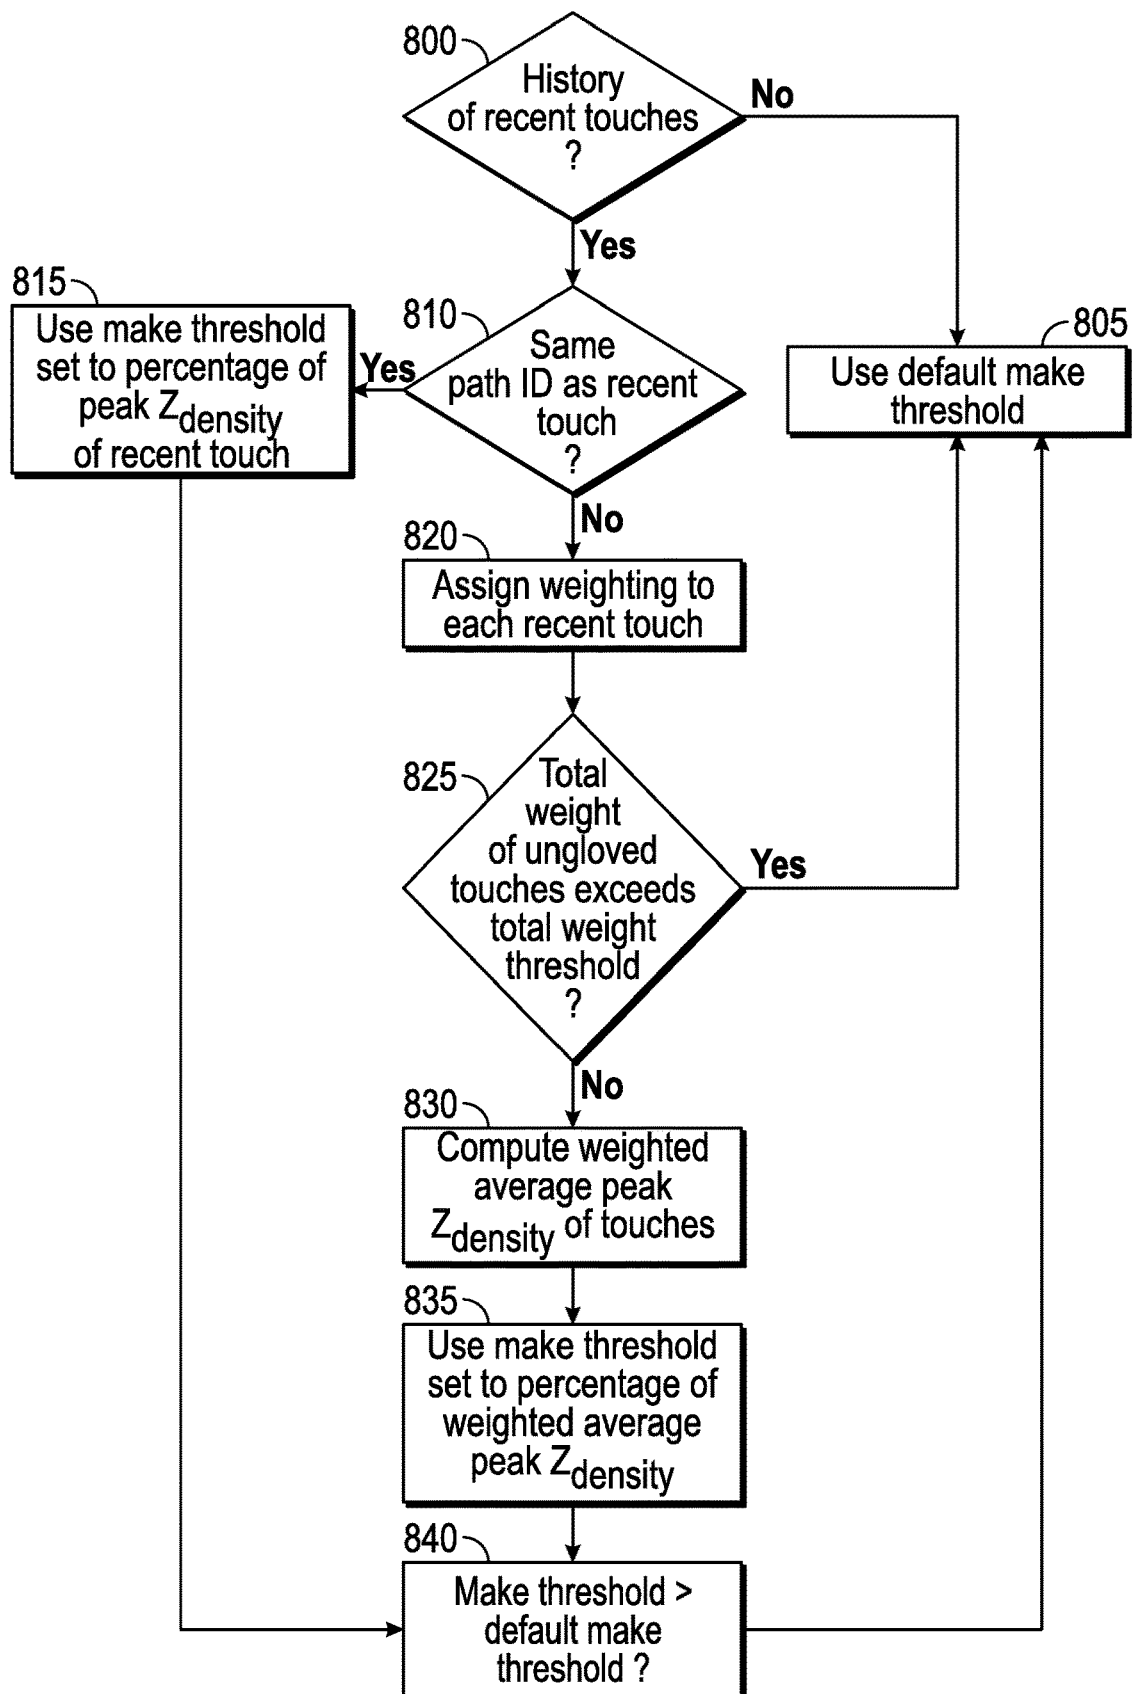 800
History
of recent touches
?
No
Yes
815
Use make threshold
set to percentage of
peak Zdensity
of recent touch
Yes
810
Same
path ID as recent
touch
?
805
Use default make
threshold
No
820
Assign weighting to
each recent touch
825
Total
weight
of ungloved
touches exceeds
total weight
threshold
?
Yes
No
830
Compute weighted
average peak
Zdensity of touches
835
Use make threshold
set to percentage of
weighted average
peak Zdensity
840
Make threshold >
default make
threshold ?